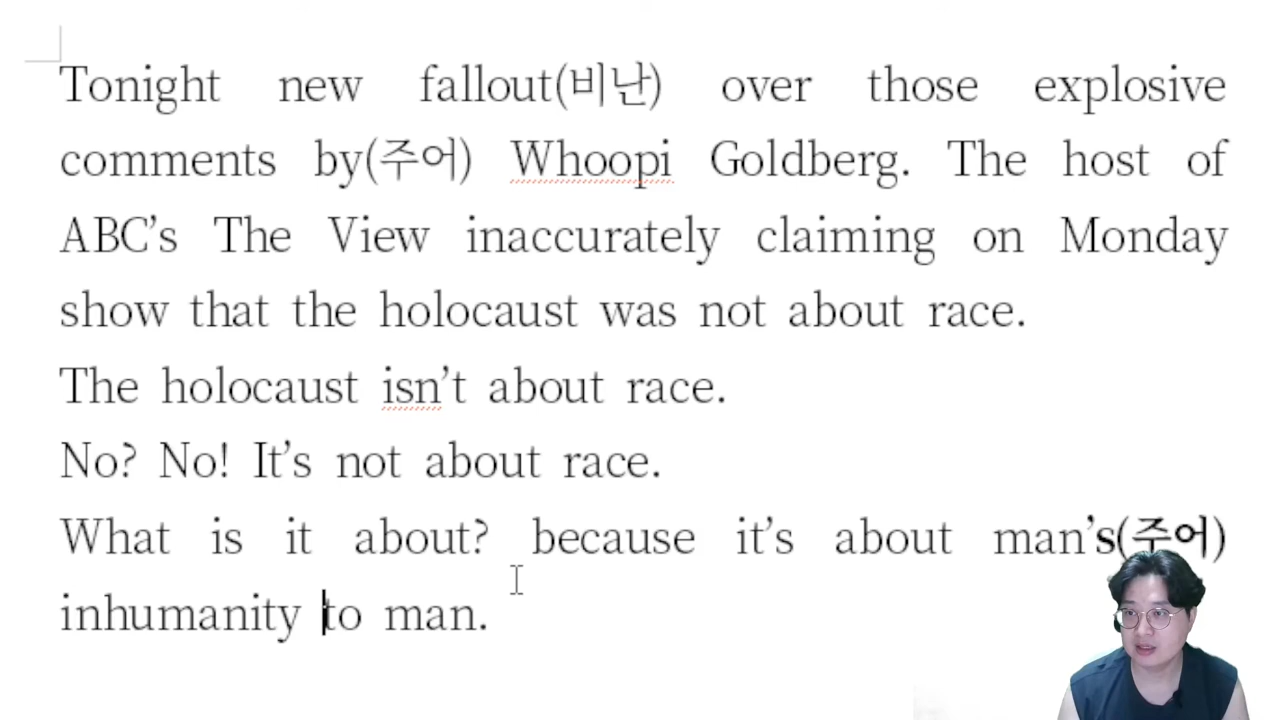 Tonight new fallout(비난) over those explosive
comments by(주어) Whoopi Goldberg. The host of
ABC’s The View inaccurately claiming on Monday
show that the holocaust was not about race.
The holocaust isn’t about race.
No? No! It’s not about race.
What is it about? because it’s about man’s(주어)
inhumanity to man.